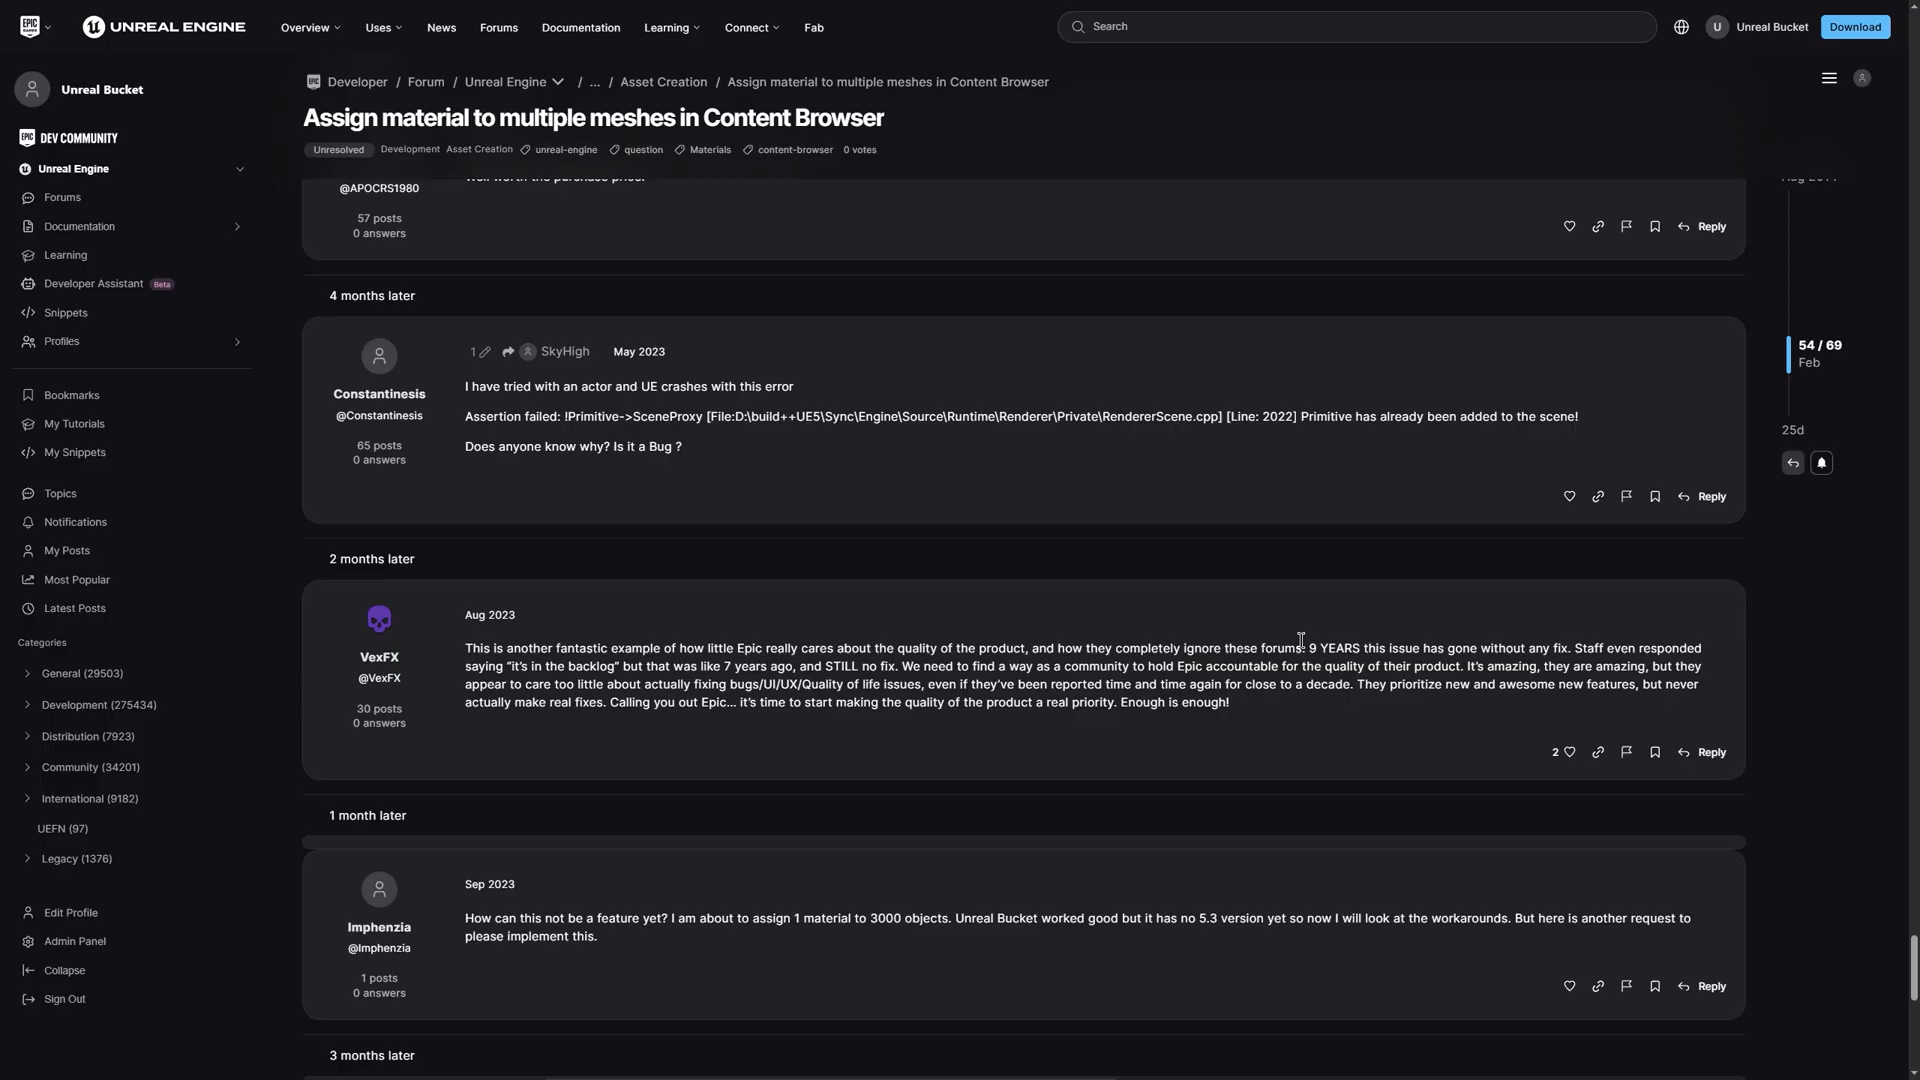 EPIC GAMES
UNREAL ENGINE
Overview
Uses
News
Forums
Documentation
Learning
Connect
Fab
Search
U
Unreal Bucket
Download
Unreal Bucket
EPIC DEV COMMUNITY
Unreal Engine
Forums
Documentation
Learning
Developer Assistant Beta
Snippets
Profiles
Bookmarks
My Tutorials
My Snippets
Topics
Notifications
My Posts
Most Popular
Latest Posts
Categories
General (29503)
Development (275434)
Distribution (7923)
Community (34201)
International (9182)
UEFN (97)
Legacy (1376)
Edit Profile
Admin Panel
Collapse
Sign Out
Developer / Forum / Unreal Engine / ... / Asset Creation / Assign material to multiple meshes in Content Browser
Assign material to multiple meshes in Content Browser
Unresolved Development Asset Creation unreal-engine question Materials content-browser 0 votes
Well worth the purchase price.
@APOCRS1980
57 posts
0 answers
Reply
4 months later
1 SkyHigh May 2023
Constantinesis
@Constantinesis
65 posts
0 answers
I have tried with an actor and UE crashes with this error
Assertion failed: !Primitive->SceneProxy [File:D:\build++UE5\Sync\Engine\Source\Runtime\Renderer\Private\RendererScene.cpp] [Line: 2022] Primitive has already been added to the scene!
Does anyone know why? Is it a Bug ?
Reply
2 months later
Aug 2023
VexFX
@VexFX
30 posts
0 answers
This is another fantastic example of how little Epic really cares about the quality of the product, and how they completely ignore these forums! 9 YEARS this issue has gone without any fix. Staff even responded
saying “it’s in the backlog” but that was like 7 years ago, and STILL no fix. We need to find a way as a community to hold Epic accountable for the quality of their product. It’s amazing, they are amazing, but they
appear to care too little about actually fixing bugs/UI/UX/Quality of life issues, even if they’ve been reported time and time again for close to a decade. They prioritize new and awesome new features, but never
actually make real fixes. Calling you out Epic… it’s time to start making the quality of the product a real priority. Enough is enough!
2
Reply
1 month later
Sep 2023
Imphenzia
@Imphenzia
1 posts
0 answers
How can this not be a feature yet? I am about to assign 1 material to 3000 objects. Unreal Bucket worked good but it has no 5.3 version yet so now I will look at the workarounds. But here is another request to
please implement this.
Reply
3 months later
54 / 69
Feb
25d